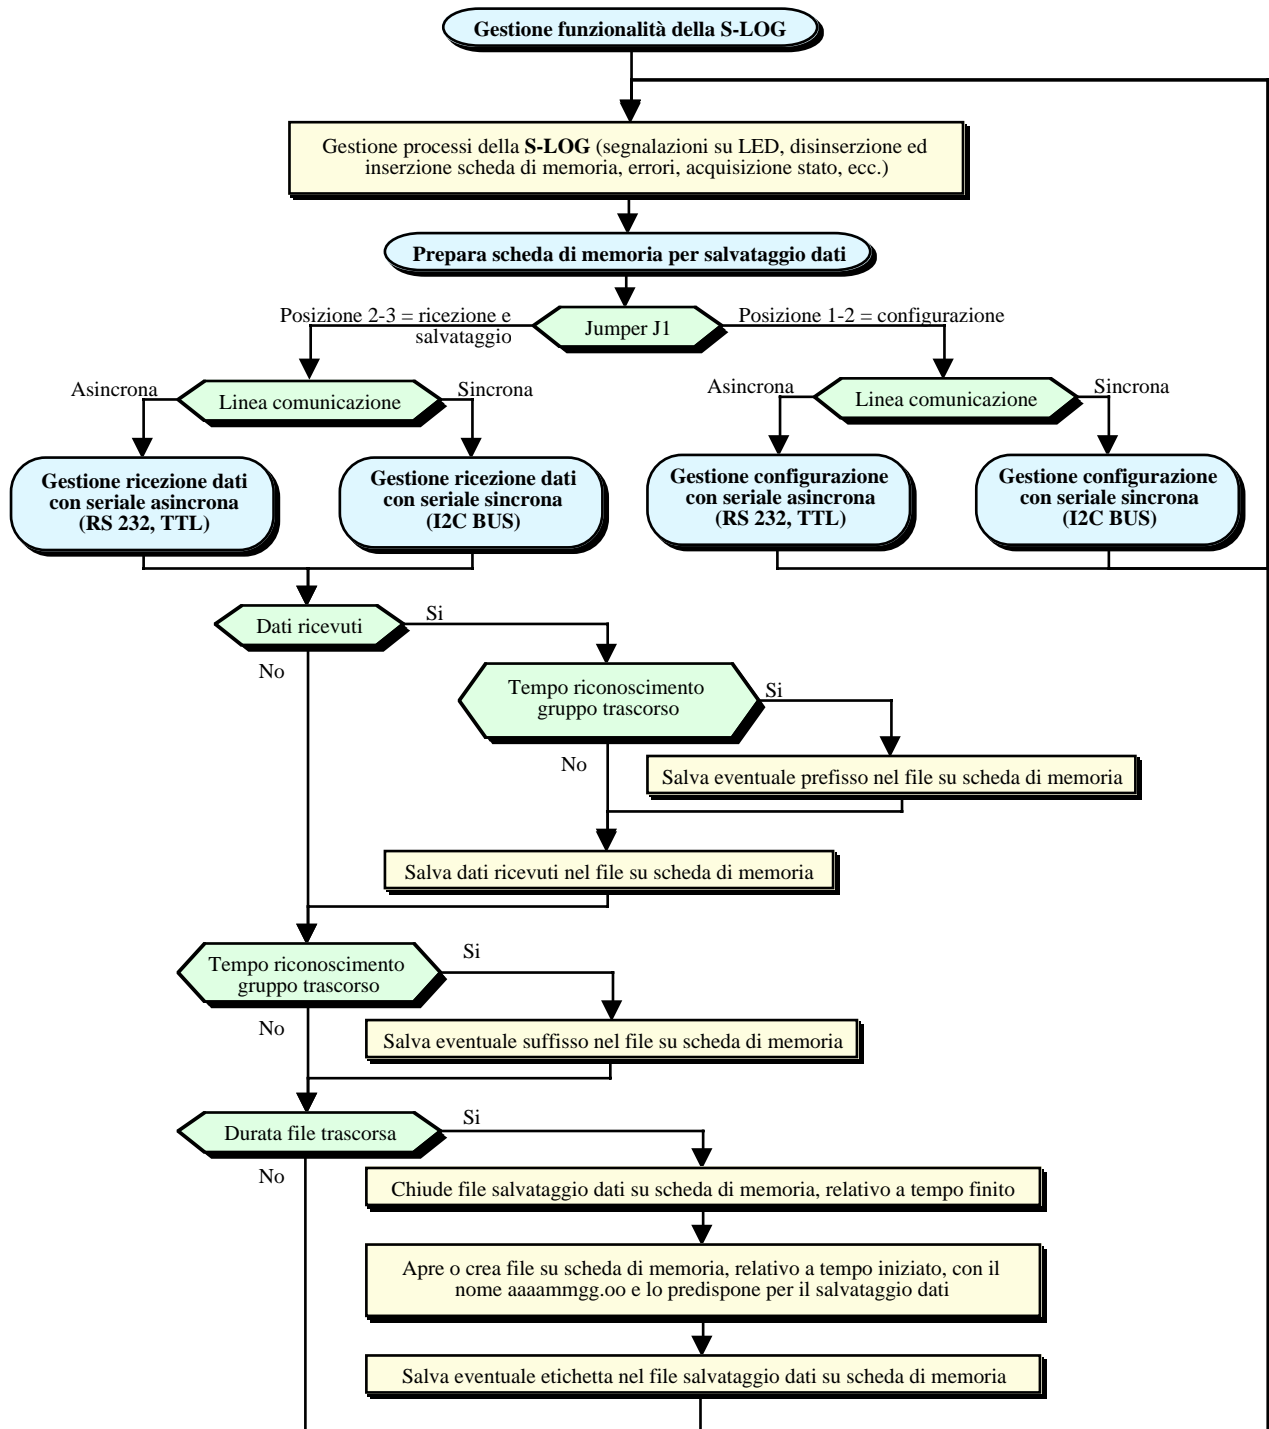 Gestione funzionalità della S-LOG
Gestione processi della S-LOG (segnalazioni su LED, disinserzione ed
inserzione scheda di memoria, errori, acquisizione stato, ecc.)
Prepara scheda di memoria per salvataggio dati
Posizione 2-3 = ricezione e
salvataggio
Jumper J1
Posizione 1-2 = configurazione
Asincrona
Linea comunicazione
Sincrona
Asincrona
Linea comunicazione
Sincrona
Gestione ricezione dati
con seriale asincrona
(RS 232, TTL)
Gestione ricezione dati
con seriale sincrona
(I2C BUS)
Gestione configurazione
con seriale asincrona
(RS 232, TTL)
Gestione configurazione
con seriale sincrona
(I2C BUS)
Dati ricevuti
Si
No
Tempo riconoscimento
gruppo trascorso
Si
No
Salva eventuale prefisso nel file su scheda di memoria
Salva dati ricevuti nel file su scheda di memoria
Tempo riconoscimento
gruppo trascorso
Si
No
Salva eventuale suffisso nel file su scheda di memoria
Durata file trascorsa
Si
No
Chiude file salvataggio dati su scheda di memoria, relativo a tempo finito
Apre o crea file su scheda di memoria, relativo a tempo iniziato, con il
nome aaaammgg.oo e lo predispone per il salvataggio dati
Salva eventuale etichetta nel file salvataggio dati su scheda di memoria